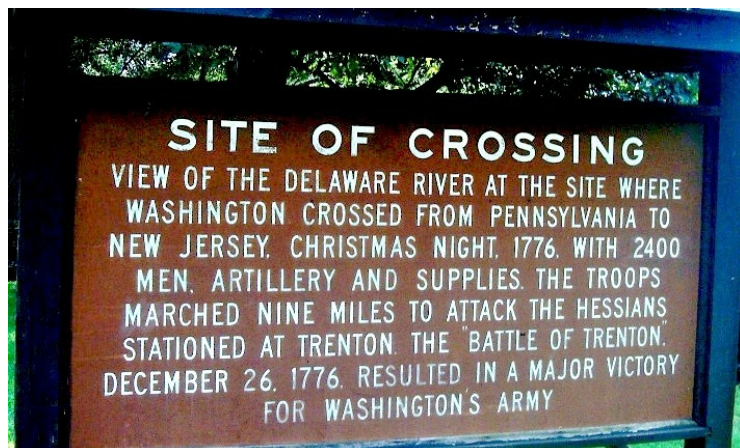 SITE OF CROSSING
VIEW OF THE DELAWARE RIVER AT THE SITE WHERE
WASHINGTON CROSSED FROM PENNSYLVANIA TO
NEW JERSEY, CHRISTMAS NIGHT, 1776, WITH 2400
MEN, ARTILLERY AND SUPPLIES. THE TROOPS
MARCHED NINE MILES TO ATTACK THE HESSIANS
STATIONED AT TRENTON. THE "BATTLE OF TRENTON",
DECEMBER 26, 1776, RESULTED IN A MAJOR VICTORY
FOR WASHINGTON'S ARMY